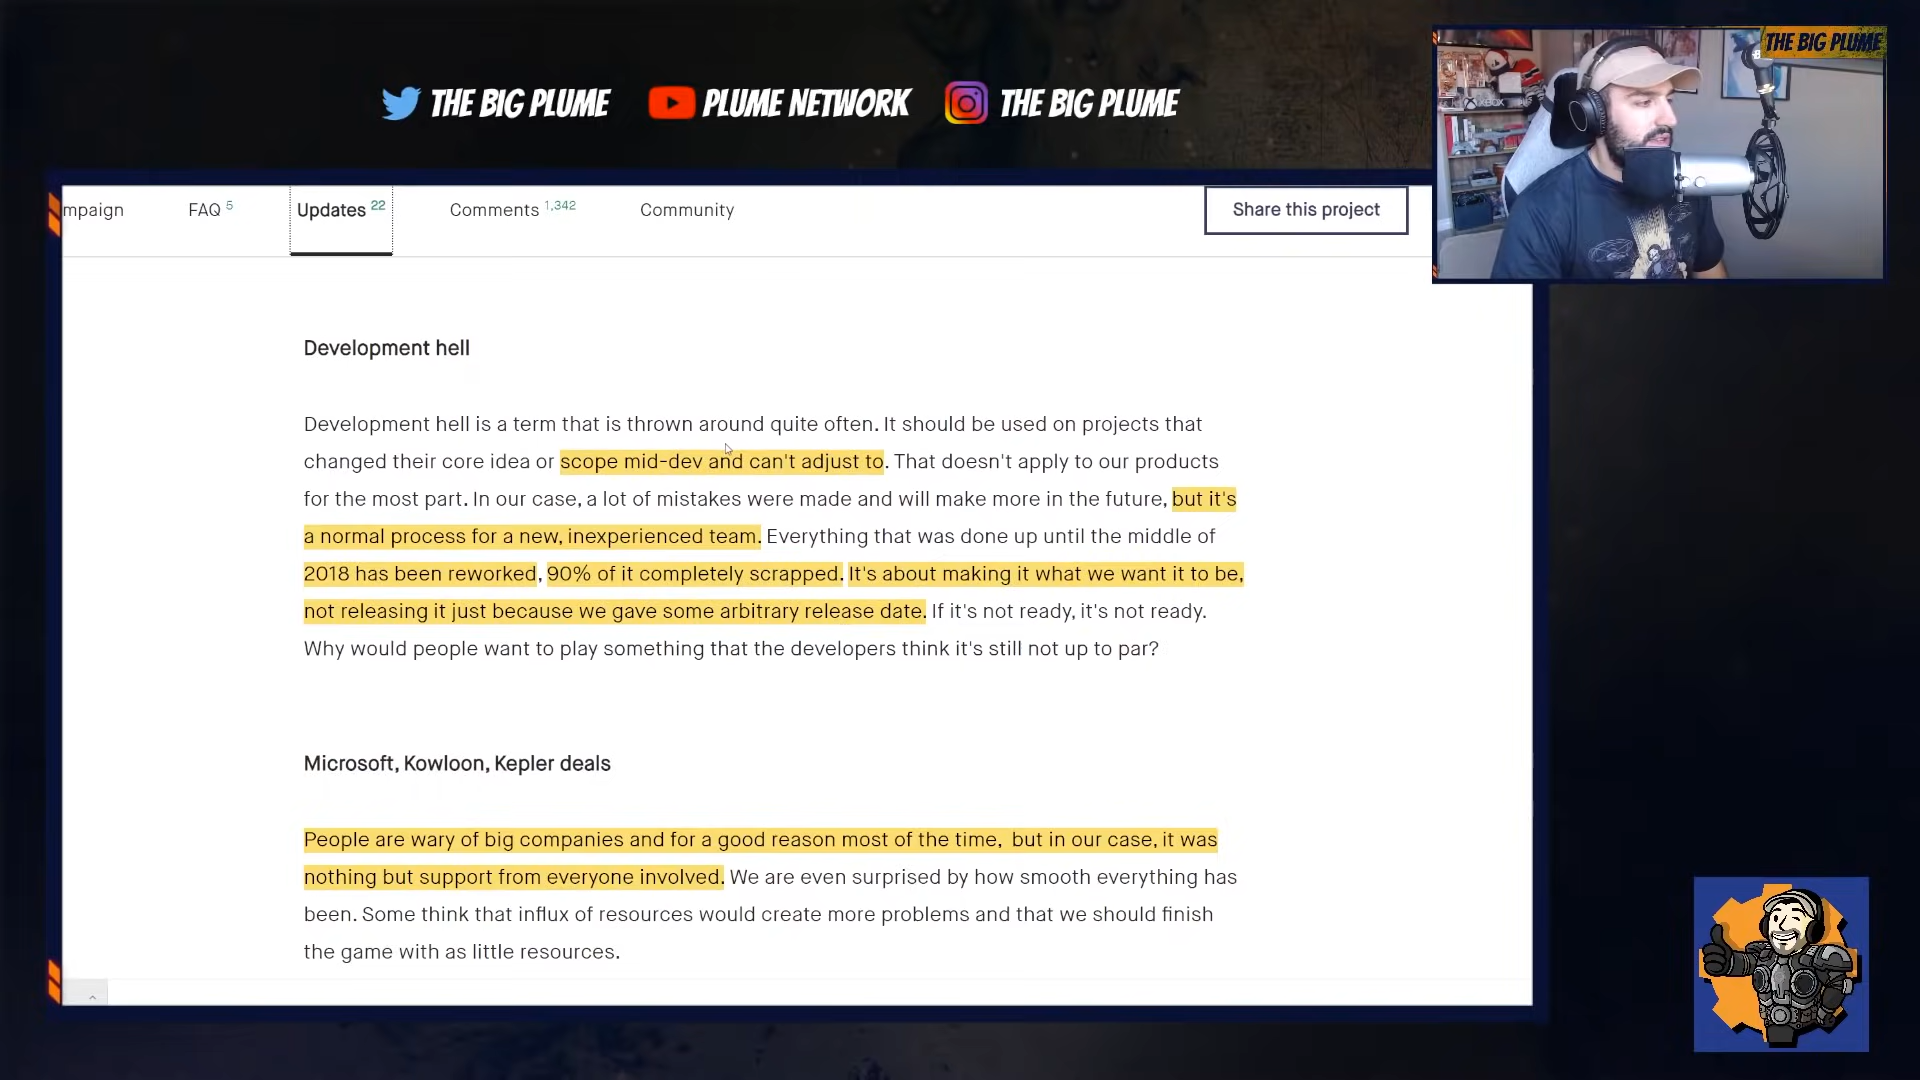 THE BIG PLUME
THE BIG PLUME PLUME NETWORK THE BIG PLUME
XBOX
mpaign FAQ 5 Updates 22 Comments 1,342 Community Share this project
Development hell
Development hell is a term that is thrown around quite often. It should be used on projects that
changed their core idea or scope mid-dev and can't adjust to. That doesn't apply to our products
for the most part. In our case, a lot of mistakes were made and will make more in the future, but it's
a normal process for a new, inexperienced team. Everything that was done up until the middle of
2018 has been reworked, 90% of it completely scrapped. It's about making it what we want it to be,
not releasing it just because we gave some arbitrary release date. If it's not ready, it's not ready.
Why would people want to play something that the developers think it's still not up to par?
Microsoft, Kowloon, Kepler deals
People are wary of big companies and for a good reason most of the time, but in our case, it was
nothing but support from everyone involved. We are even surprised by how smooth everything has
been. Some think that influx of resources would create more problems and that we should finish
the game with as little resources.